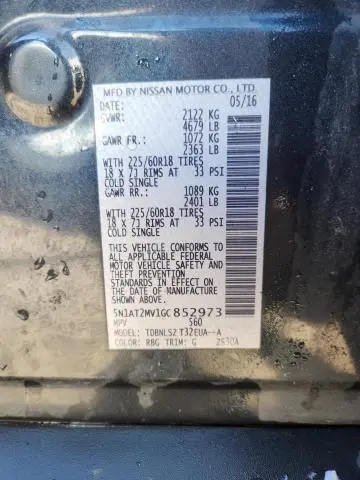 MFD BY NISSAN MOTOR CO., LTD.
DATE: 05/16
GVWR: 2122 KG
4679 LB
GAWR FR.: 1072 KG
2363 LB
WITH 225/60R18 TIRES
18 X 7J RIMS AT 33 PSI
COLD SINGLE
GAWR RR.: 1089 KG
2401 LB
WITH 225/60R18 TIRES
18 X 7J RIMS AT 33 PSI
COLD SINGLE
THIS VEHICLE CONFORMS TO
ALL APPLICABLE FEDERAL
MOTOR VEHICLE SAFETY AND
THEFT PREVENTION STANDARDS
IN EFFECT ON THE
DATE OF MANUFACTURE
SHOWN ABOVE.
5N1AT2MV1GC852973
MPV 560
MODEL: TDBNLSZ T32EUA--A
COLOR: RBG TRIM: G